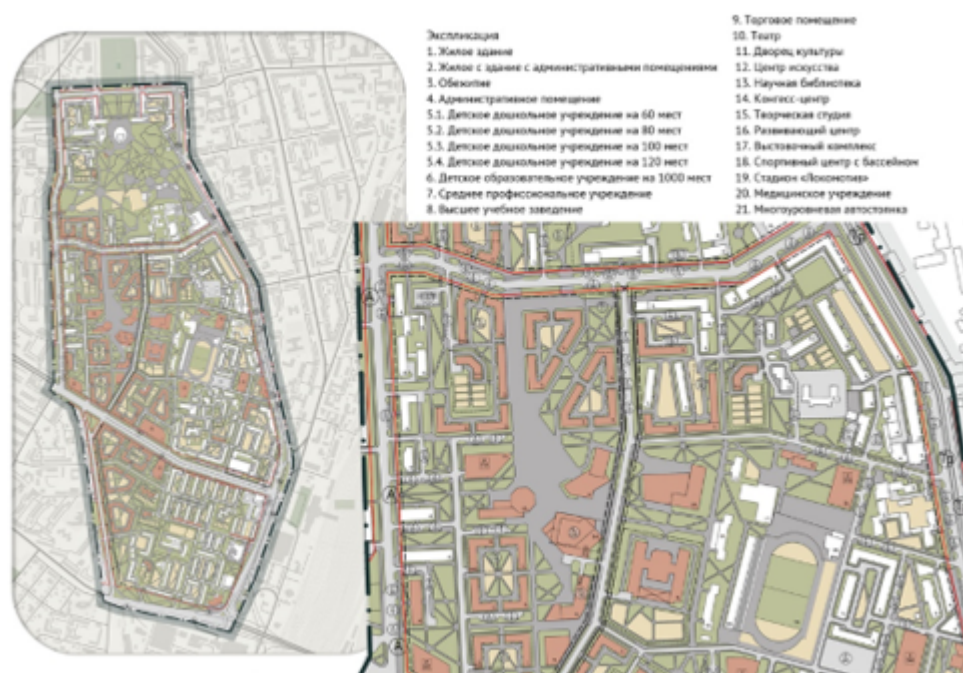 Экспликация
1. Жилое здание
2. Жилое с здание с административными помещениями
3. Обежитие
4. Административное помещение
5.1. Детское дошкольное учреждение на 60 мест
5.2. Детское дошкольное учреждение на 80 мест
5.3. Детское дошкольное учреждение на 100 мест
5.4. Детское дошкольное учреждение на 120 мест
6. Детское образовательное учреждение на 1000 мест
7. Среднее профиссиональное учреждение
8. Высшее учебное заведение
9. Торговое помещение
10. Театр
11. Дворец культуры
12. Центр искусства
13. Научная библиотека
14. Конгесс-центр
15. Творческая студия
16. Развивающий центр
17. Выстовочный комплекс
18. Спортивный центр с бассейном
19. Стадион «Локомотив»
20. Медицинское учреждение
21. Многоуровневая автостоянка